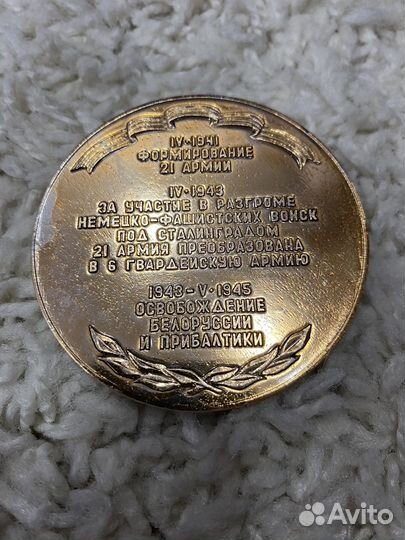 IV·1941
ФОРМИРОВАНИЕ
21 АРМИИ
IV·1943
ЗА УЧАСТИЕ В РАЗГРОМЕ
НЕМЕЦКО-ФАШИСТСКИХ ВОЙСК
ПОД СТАЛИНГРАДОМ
21 АРМИЯ ПРЕОБРАЗОВАНА
В 6 ГВАРДЕЙСКУЮ АРМИЮ
1943-V·1945
ОСВОБОЖДЕНИЕ
БЕЛОРУССИИ
И ПРИБАЛТИКИ
Avito